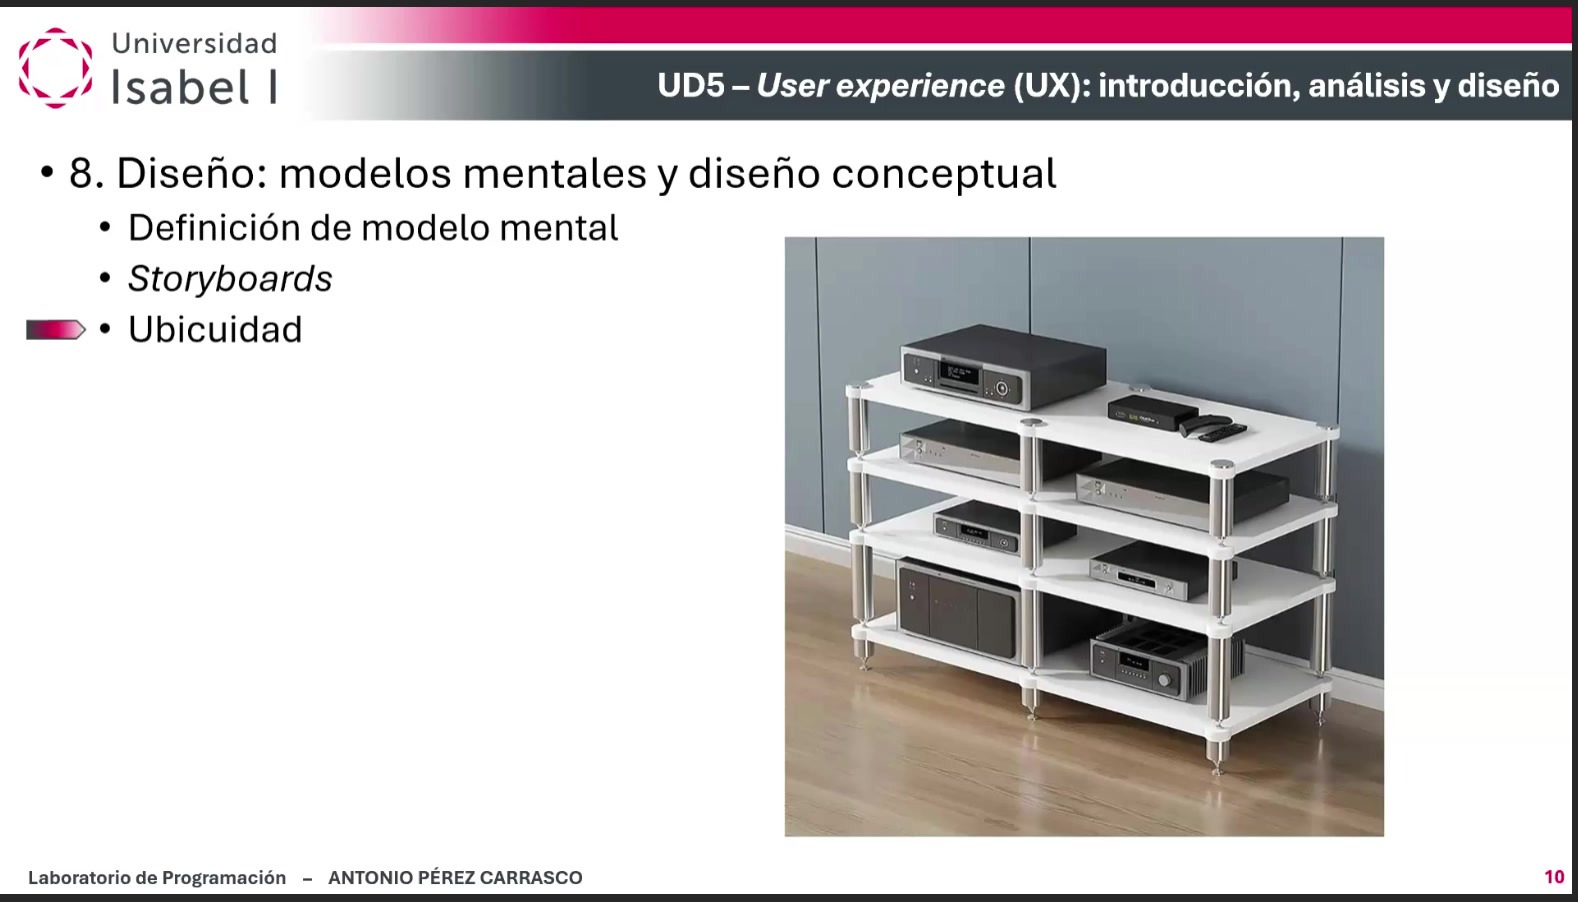 Universidad
Isabel I
UD5 – User experience (UX): introducción, análisis y diseño
• 8. Diseño: modelos mentales y diseño conceptual
• Definición de modelo mental
• Storyboards
• Ubicuidad
Laboratorio de Programación – ANTONIO PÉREZ CARRASCO
10